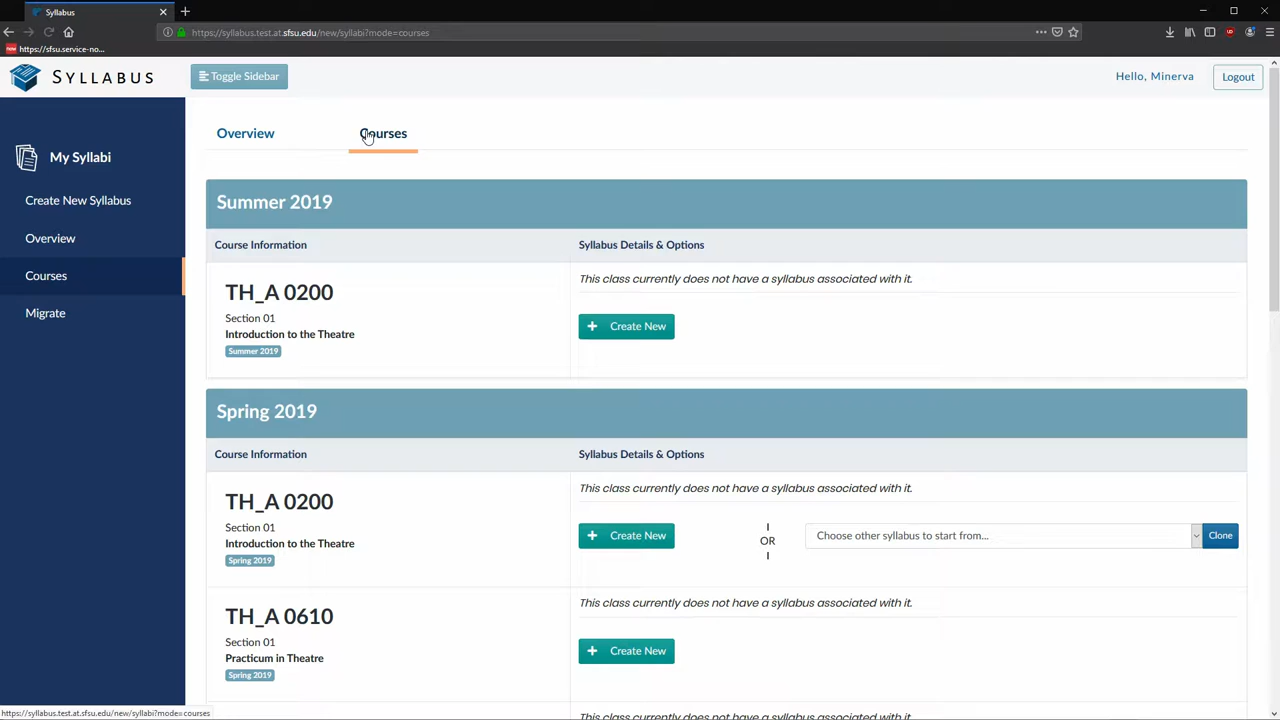 Syllabus
https://syllabus.test.at.sfsu.edu/new/syllabi?mode=courses
https://sfsu.service-no...
SYLLABUS
Toggle Sidebar
Hello, Minerva
Logout
My Syllabi
Create New Syllabus
Overview
Courses
Migrate
Overview
Courses
Summer 2019
Course Information
Syllabus Details & Options
TH_A 0200
Section 01
Introduction to the Theatre
Summer 2019
This class currently does not have a syllabus associated with it.
+ Create New
Spring 2019
Course Information
Syllabus Details & Options
TH_A 0200
Section 01
Introduction to the Theatre
Spring 2019
This class currently does not have a syllabus associated with it.
+ Create New
OR
Choose other syllabus to start from...
Clone
TH_A 0610
Section 01
Practicum in Theatre
Spring 2019
This class currently does not have a syllabus associated with it.
+ Create New
This class currently does not have a syllabus associated with it.
https://syllabus.test.at.sfsu.edu/new/syllabi?mode=courses